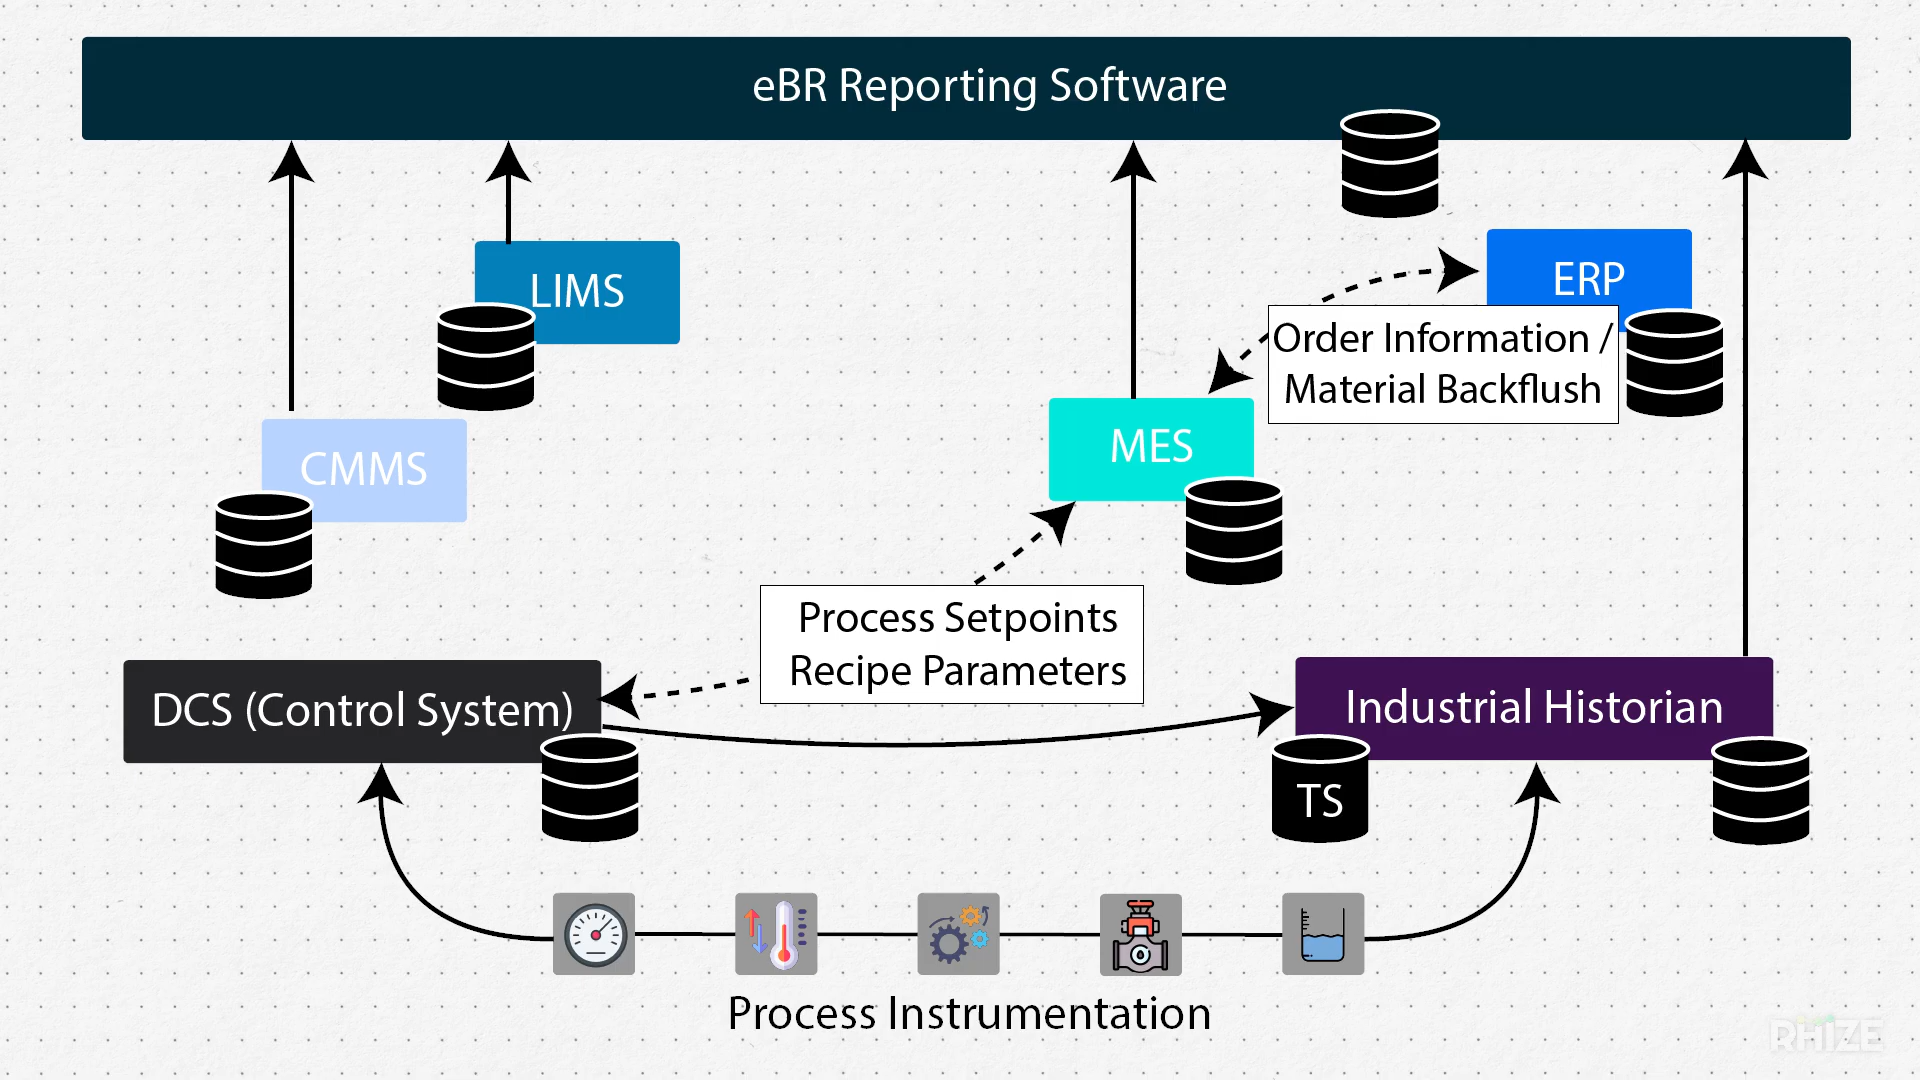 eBR Reporting Software
LIMS
ERP
Order Information /
Material Backflush
CMMS
MES
Process Setpoints
Recipe Parameters
DCS (Control System)
Industrial Historian
TS
Process Instrumentation
RHIZE